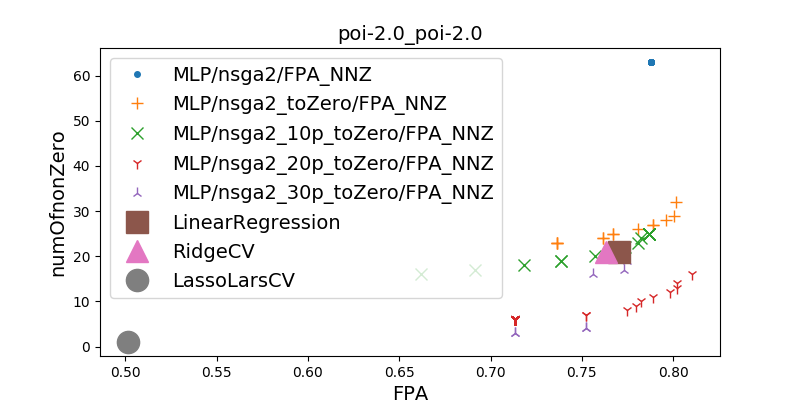 poi-2.0_poi-2.0
60
50
40
30
20
10
0
numOfnonZero
MLP/nsga2/FPA_NNZ
MLP/nsga2_toZero/FPA_NNZ
MLP/nsga2_10p_toZero/FPA_NNZ
MLP/nsga2_20p_toZero/FPA_NNZ
MLP/nsga2_30p_toZero/FPA_NNZ
LinearRegression
RidgeCV
LassoLarsCV
0.50 0.55 0.60 0.65 0.70 0.75 0.80
FPA